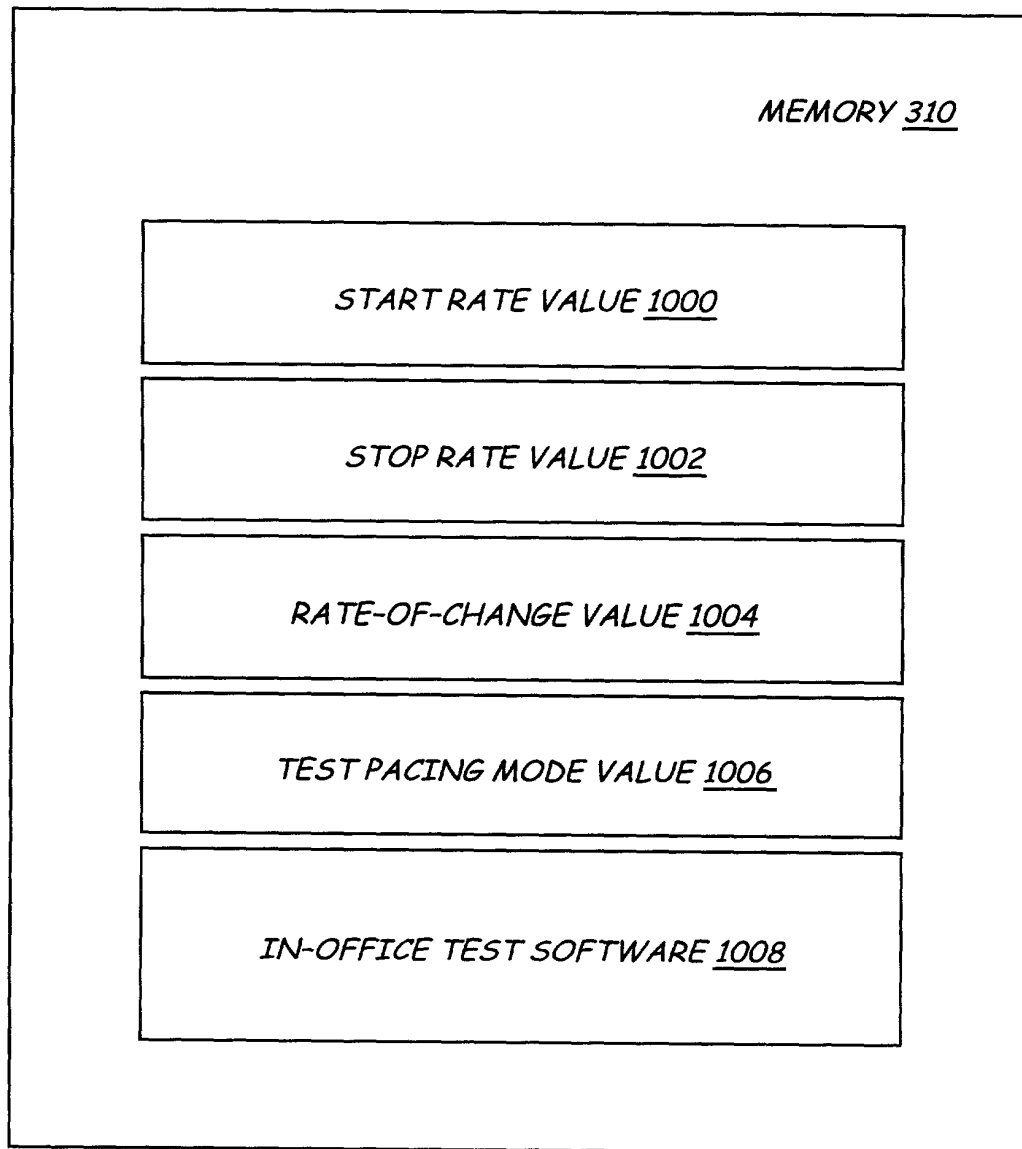 MEMORY 310
START RATE VALUE 1000
STOP RATE VALUE 1002
RATE-OF-CHANGE VALUE 1004
TEST PACING MODE VALUE 1006
IN-OFFICE TEST SOFTWARE 1008